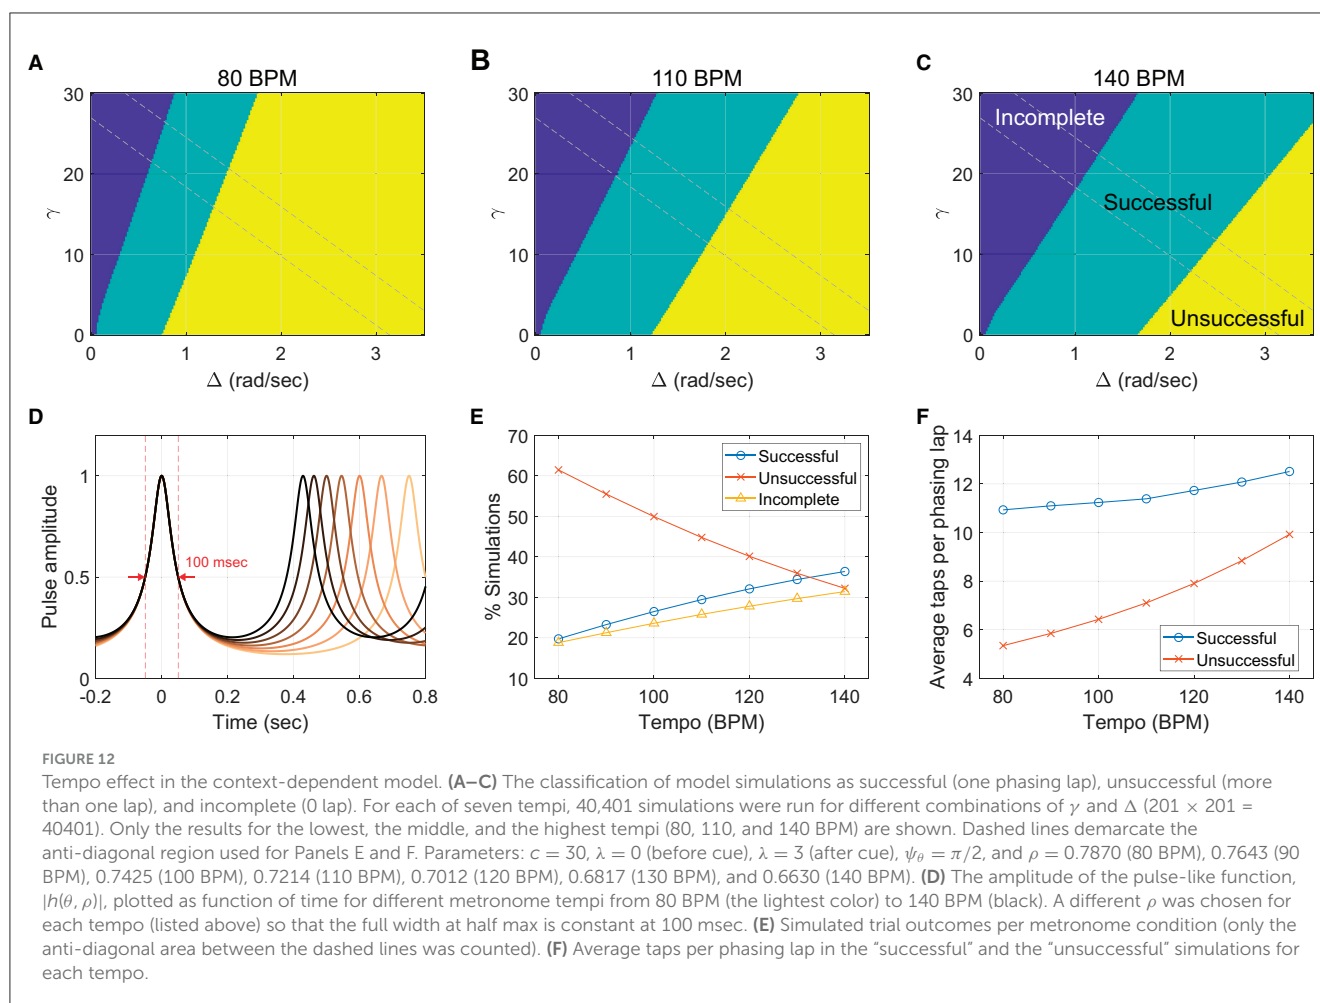 A
80 BPM
30
20
10
0
γ
0 1 2 3
Δ (rad/sec)
B
110 BPM
30
20
10
0
γ
0 1 2 3
Δ (rad/sec)
C
140 BPM
30
20
10
0
γ
Incomplete
Successful
Unsuccessful
0 1 2 3
Δ (rad/sec)
D
Pulse amplitude
1
0.5
0
100 msec
-0.2 0 0.2 0.4 0.6 0.8
Time (sec)
E
% Simulations
70
60
50
40
30
20
10
Successful
Unsuccessful
Incomplete
80 100 120 140
Tempo (BPM)
F
Average taps per phasing lap
14
12
10
8
6
4
Successful
Unsuccessful
80 100 120 140
Tempo (BPM)
FIGURE 12
Tempo effect in the context-dependent model. (A–C) The classification of model simulations as successful (one phasing lap), unsuccessful (more
than one lap), and incomplete (0 lap). For each of seven tempi, 40,401 simulations were run for different combinations of γ and Δ (201 × 201 =
40401). Only the results for the lowest, the middle, and the highest tempi (80, 110, and 140 BPM) are shown. Dashed lines demarcate the
anti-diagonal region used for Panels E and F. Parameters: c = 30, λ = 0 (before cue), λ = 3 (after cue), ψθ = π/2, and ρ = 0.7870 (80 BPM), 0.7643 (90
BPM), 0.7425 (100 BPM), 0.7214 (110 BPM), 0.7012 (120 BPM), 0.6817 (130 BPM), and 0.6630 (140 BPM). (D) The amplitude of the pulse-like function,
|h(θ, ρ)|, plotted as function of time for different metronome tempi from 80 BPM (the lightest color) to 140 BPM (black). A different ρ was chosen for
each tempo (listed above) so that the full width at half max is constant at 100 msec. (E) Simulated trial outcomes per metronome condition (only the
anti-diagonal area between the dashed lines was counted). (F) Average taps per phasing lap in the "successful" and the "unsuccessful" simulations for
each tempo.